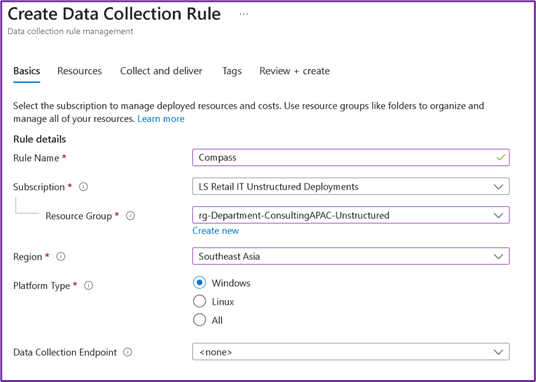 Create Data Collection Rule ...
Data collection rule management
Basics Resources Collect and deliver Tags Review + create
Select the subscription to manage deployed resources and costs. Use resource groups like folders to organize and
manage all of your resources. Learn more
Rule details
Rule Name * Compass
Subscription * LS Retail IT Unstructured Deployments
Resource Group * rg-Department-ConsultingAPAC-Unstructured
Create new
Region * Southeast Asia
Platform Type * Windows
Linux
All
Data Collection Endpoint <none>